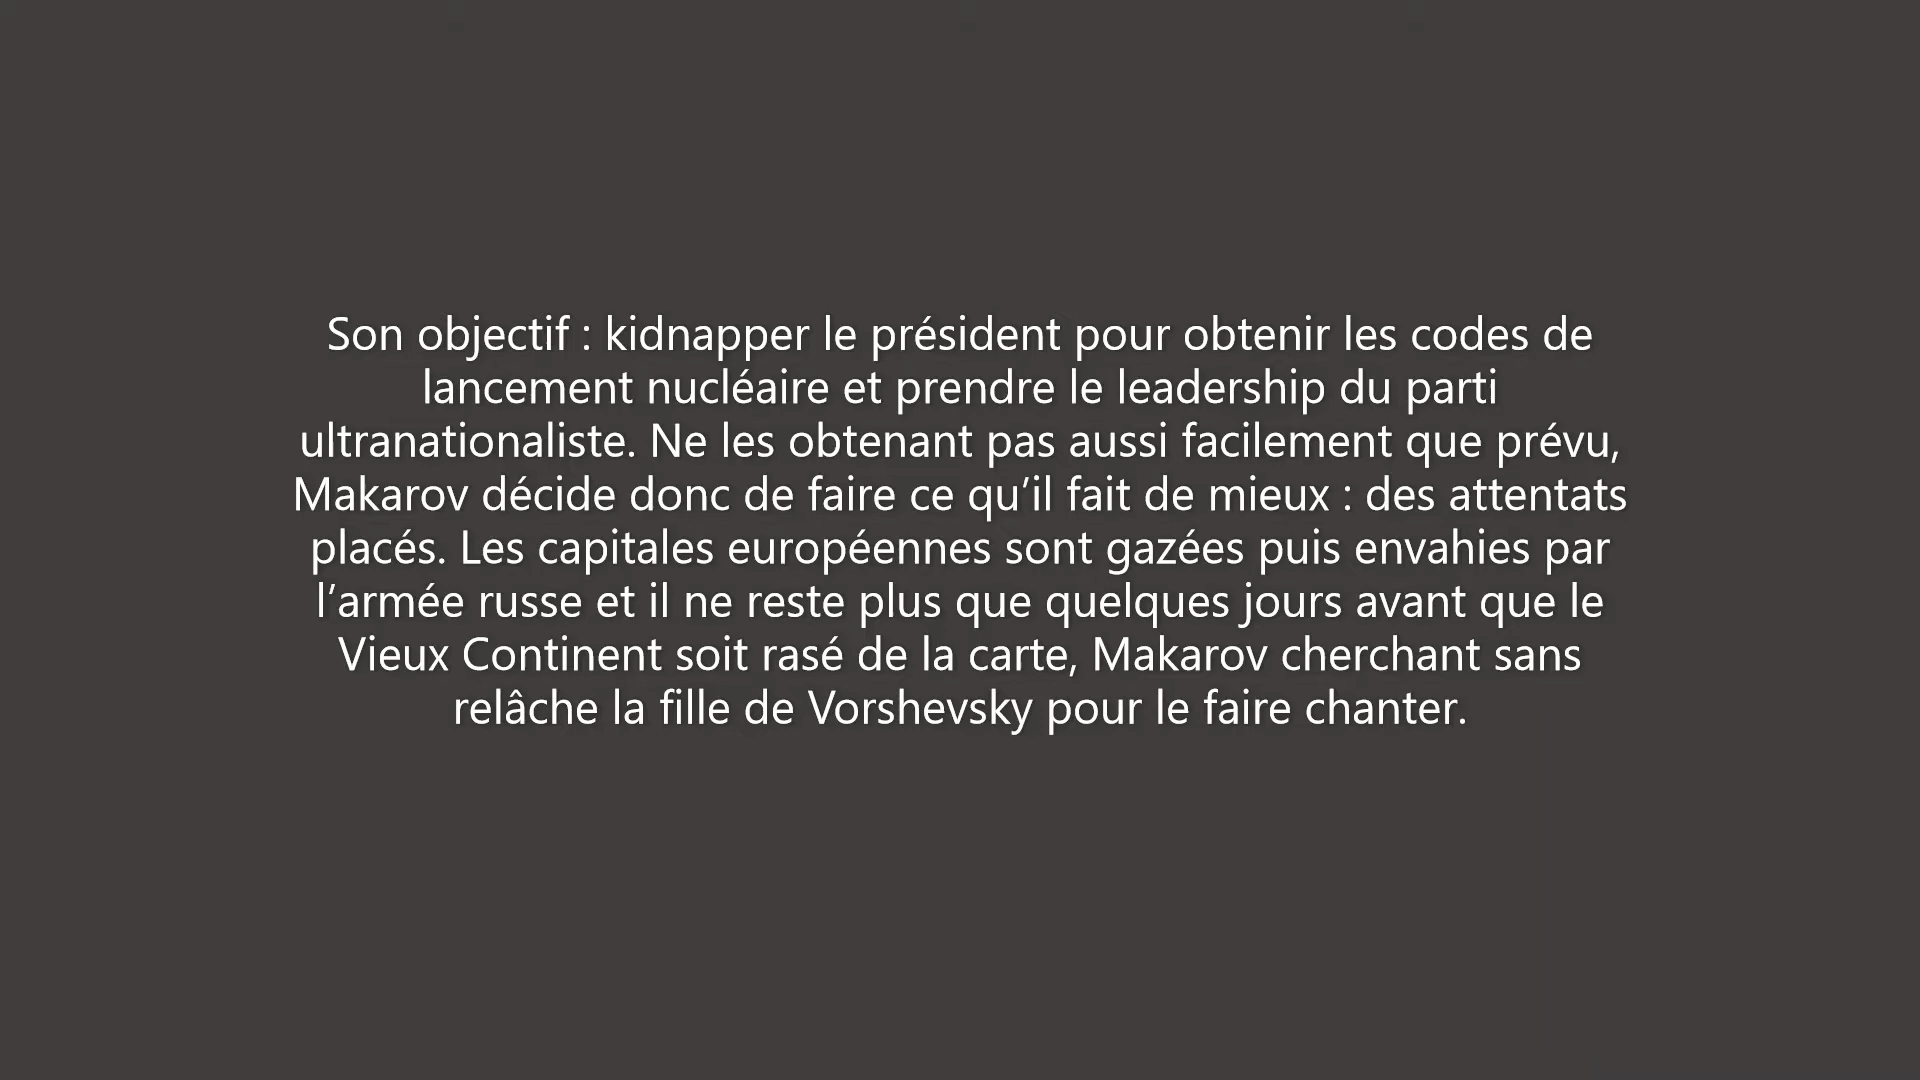 Son objectif : kidnapper le président pour obtenir les codes de
lancement nucléaire et prendre le leadership du parti
ultranationaliste. Ne les obtenant pas aussi facilement que prévu,
Makarov décide donc de faire ce qu’il fait de mieux : des attentats
placés. Les capitales européennes sont gazées puis envahies par
l’armée russe et il ne reste plus que quelques jours avant que le
Vieux Continent soit rasé de la carte, Makarov cherchant sans
relâche la fille de Vorshevsky pour le faire chanter.